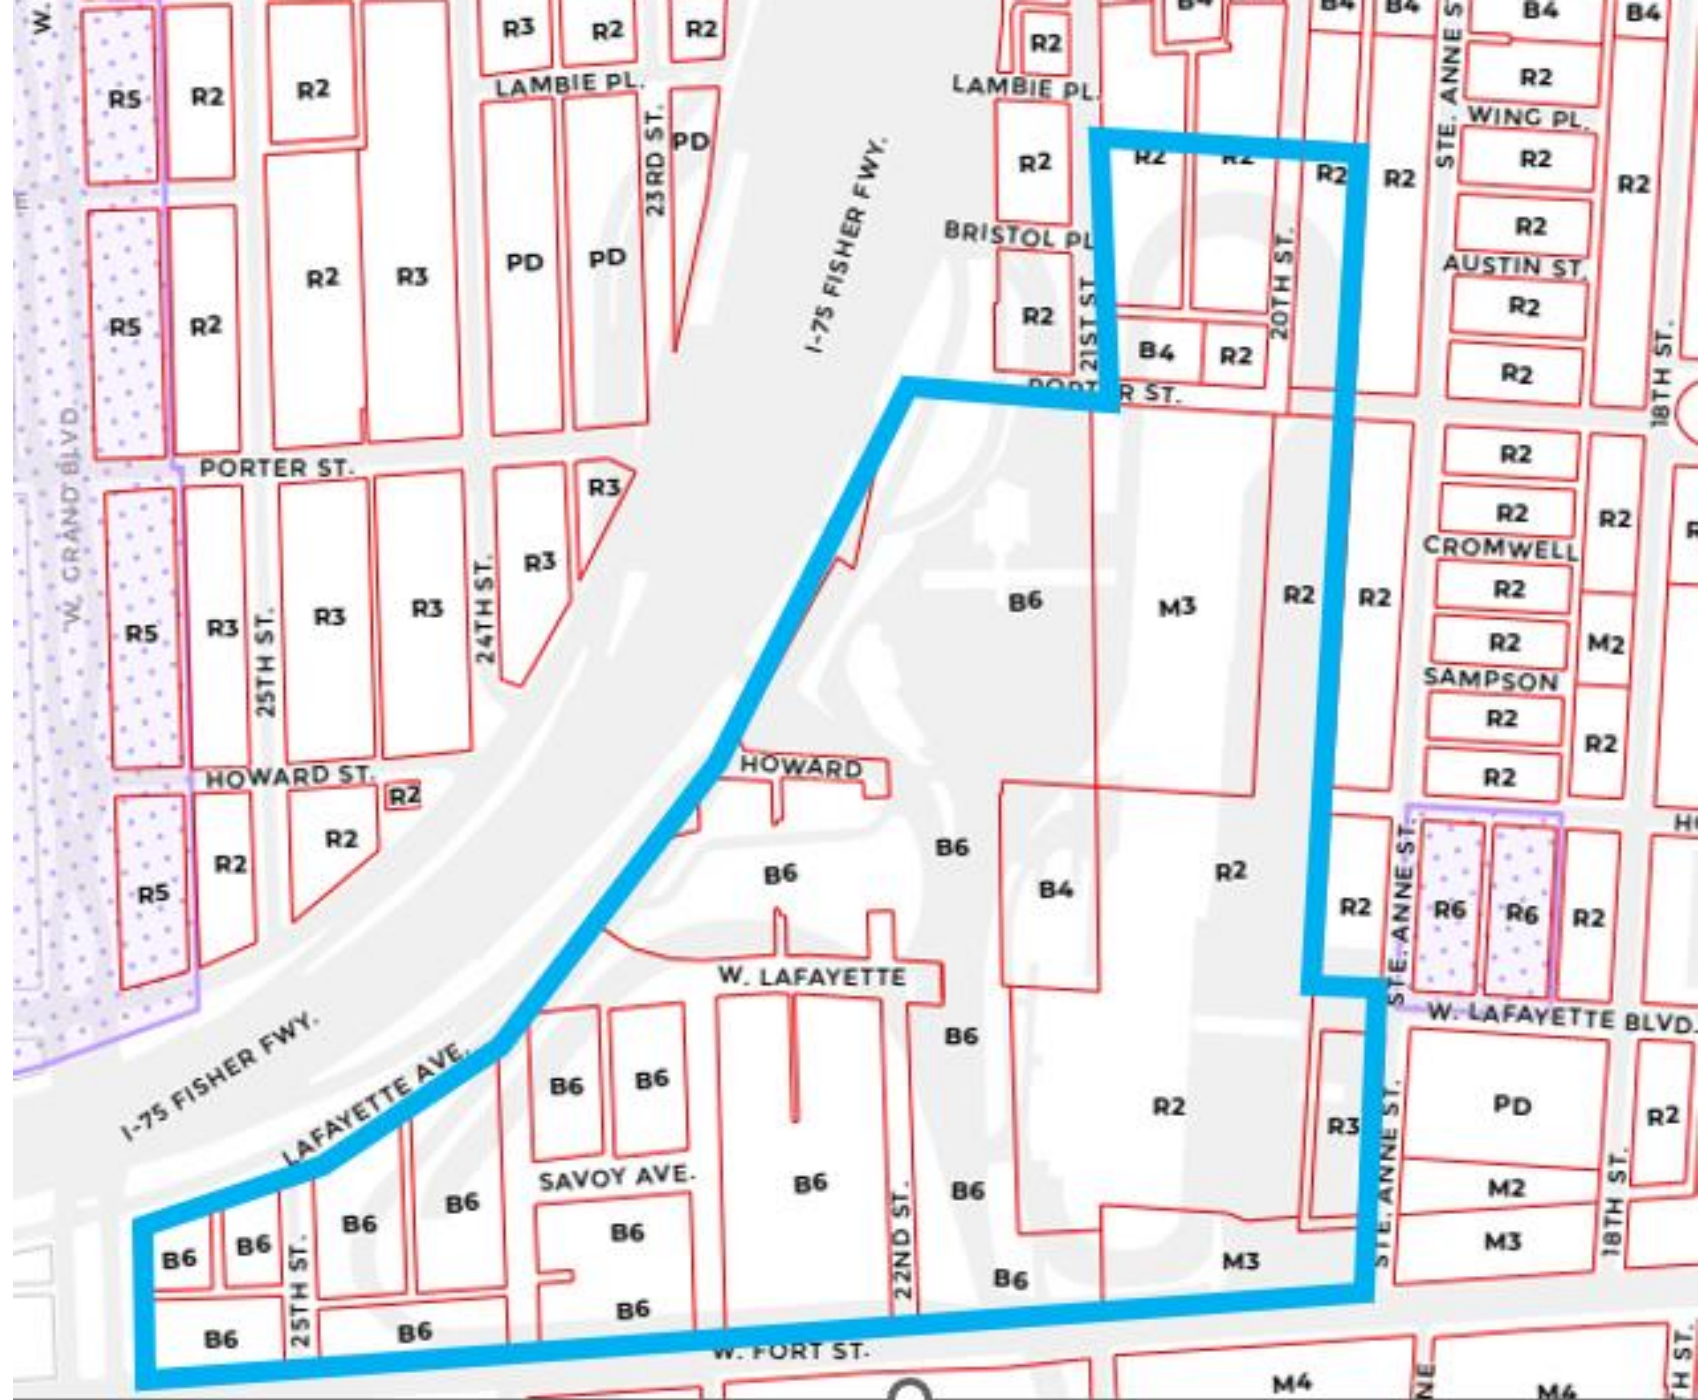 W.
R3
R2
R2
R2
B4
B4
B4
STE. ANNE S
B4
B4
LAMBIE PL.
LAMBIE PL.
R5
R2
R2
R2
WING PL.
23RD ST.
PD
R2
R2
R2
R2
R2
R2
R2
I-75 FISHER FWY.
BRISTOL PL
R2
PD
PD
R2
R3
AUSTIN ST.
R5
R2
R2
21ST ST
20TH ST.
R2
B4
R2
R2
18TH ST.
PORTER ST.
W. GRAND BLVD.
PORTER ST.
R3
R2
R2
R2
R3
24TH ST.
CROMWELL
R5
R3
R3
R3
B6
M3
R2
R2
R2
R2
M2
25TH ST.
SAMPSON
R2
R2
HOWARD
HOWARD ST.
R2
R2
R2
R2
R5
B6
B6
B4
R2
R2
STE. ANNE ST.
R6
R6
R2
W. LAFAYETTE
W. LAFAYETTE BLVD.
I-75 FISHER FWY.
LAFAYETTE AVE.
B6
B6
B6
R2
R3
STE. ANNE ST.
PD
R2
SAVOY AVE.
B6
B6
B6
B6
M2
18TH ST.
B6
B6
25TH ST.
B6
22ND ST.
B6
M3
M3
B6
B6
B6
W. FORT ST.
M4
NE
M4
TH ST.